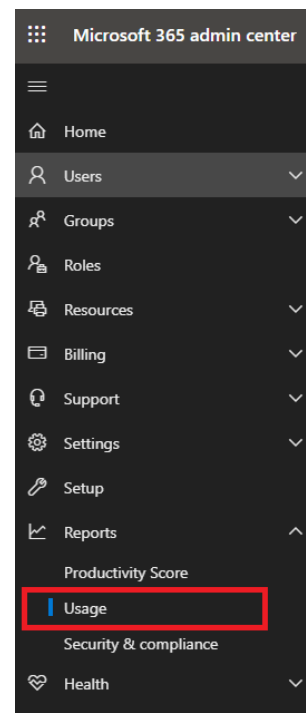 Microsoft 365 admin center
Home
Users
Groups
Roles
Resources
Billing
Support
Settings
Setup
Reports
Productivity Score
Usage
Security & compliance
Health